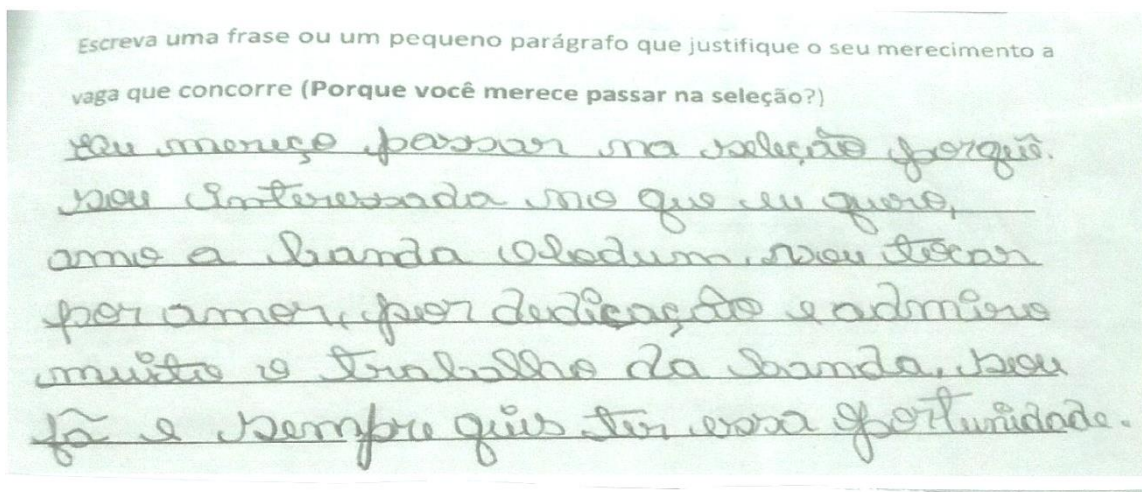 Escreva uma frase ou um pequeno parágrafo que justifique o seu merecimento a
vaga que concorre (Porque você merece passar na seleção?)
Eu mereço passar na seleção porquê.
sou interessada no que eu quero,
amo a banda Olodum, vou tocar
por amor, por dedicação e admiro
muito o trabalho da banda, sou
fã e sempre quis ter essa oportunidade.